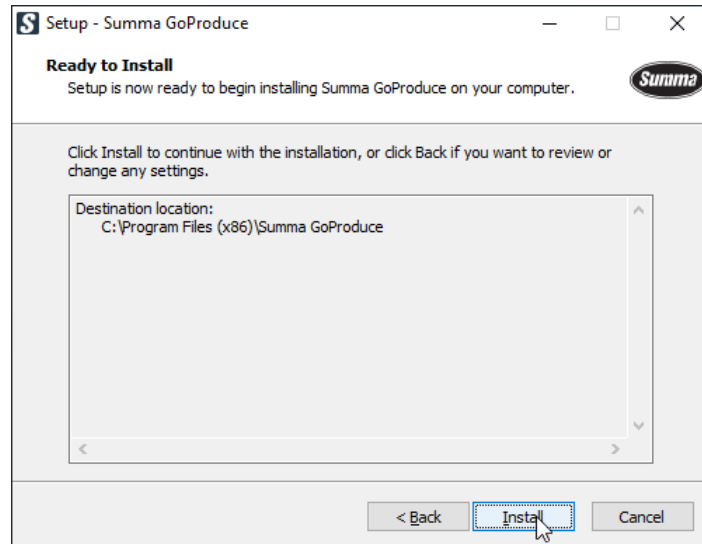 Setup - Summa GoProduce
Ready to Install
Setup is now ready to begin installing Summa GoProduce on your computer.
Summa
Click Install to continue with the installation, or click Back if you want to review or
change any settings.
Destination location:
C:\Program Files (x86)\Summa GoProduce
< Back
Install
Cancel